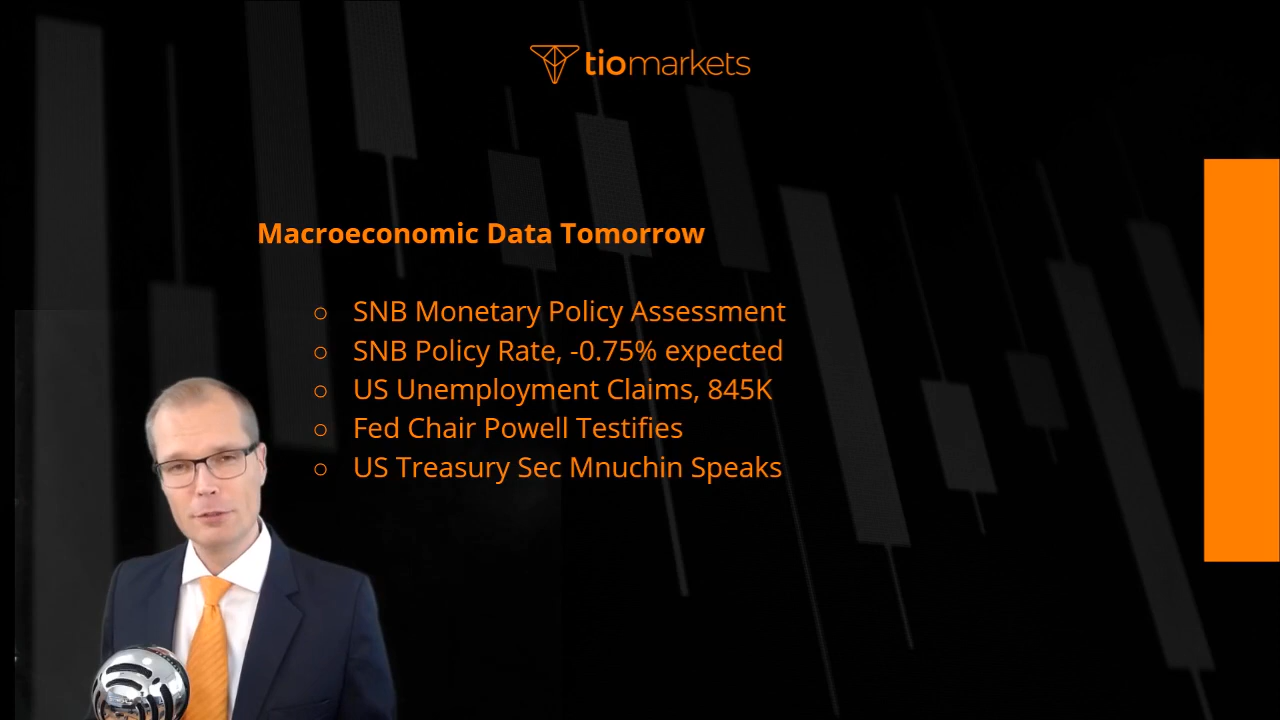 tiomarkets
Macroeconomic Data Tomorrow
○ SNB Monetary Policy Assessment
○ SNB Policy Rate, -0.75% expected
○ US Unemployment Claims, 845K
○ Fed Chair Powell Testifies
○ US Treasury Sec Mnuchin Speaks